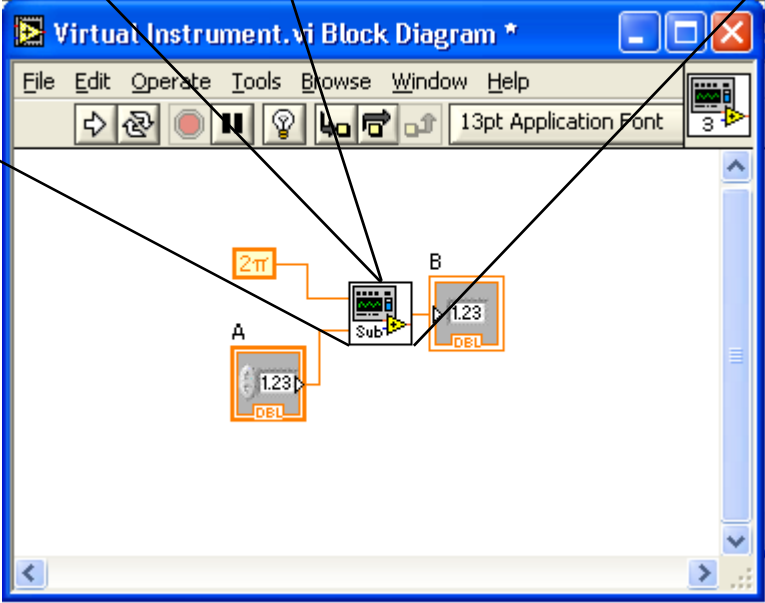 Virtual Instrument.vi Block Diagram *
File Edit Operate Tools Browse Window Help
13pt Application Font
3
2π
B
1.23
DBL
Sub
A
1.23
DBL